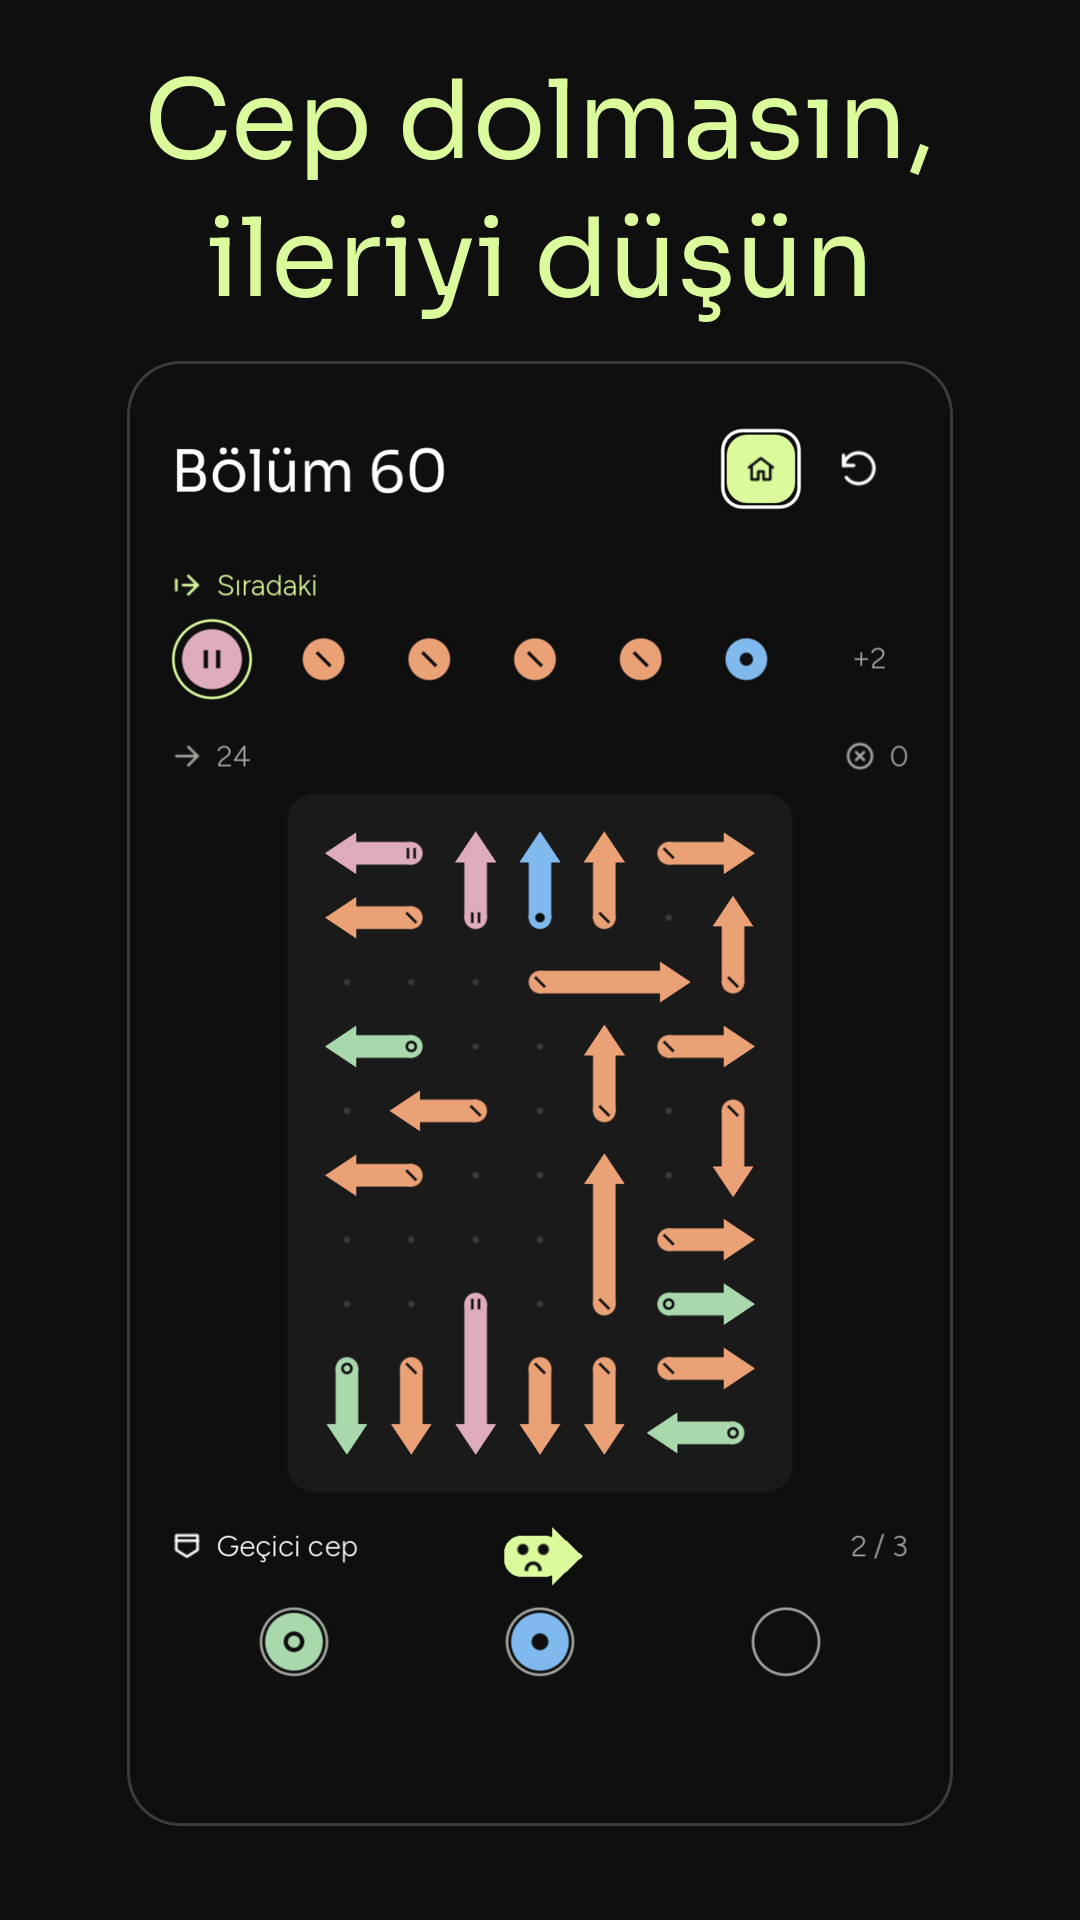 Cep dolmasın,
ileriyi düşün
Bölüm 60
Sıradaki
+2
24
0
Geçici cep
2 / 3